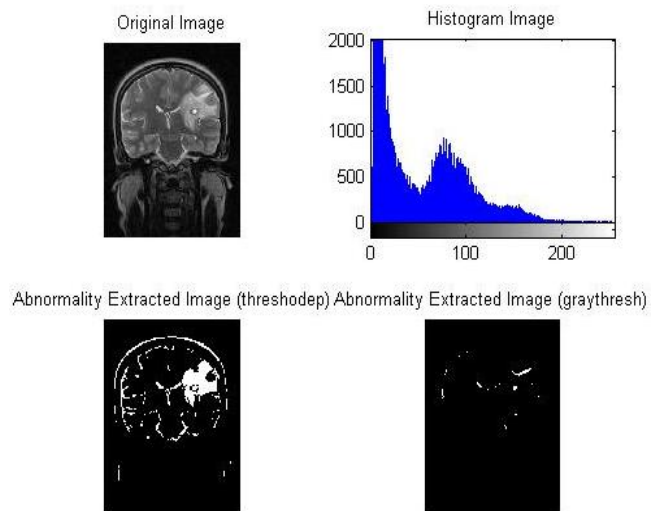 Original Image
Histogram Image
2000
1500
1000
500
0
0
100
200
Abnormality Extracted Image (threshodep)
Abnormality Extracted Image (graythresh)